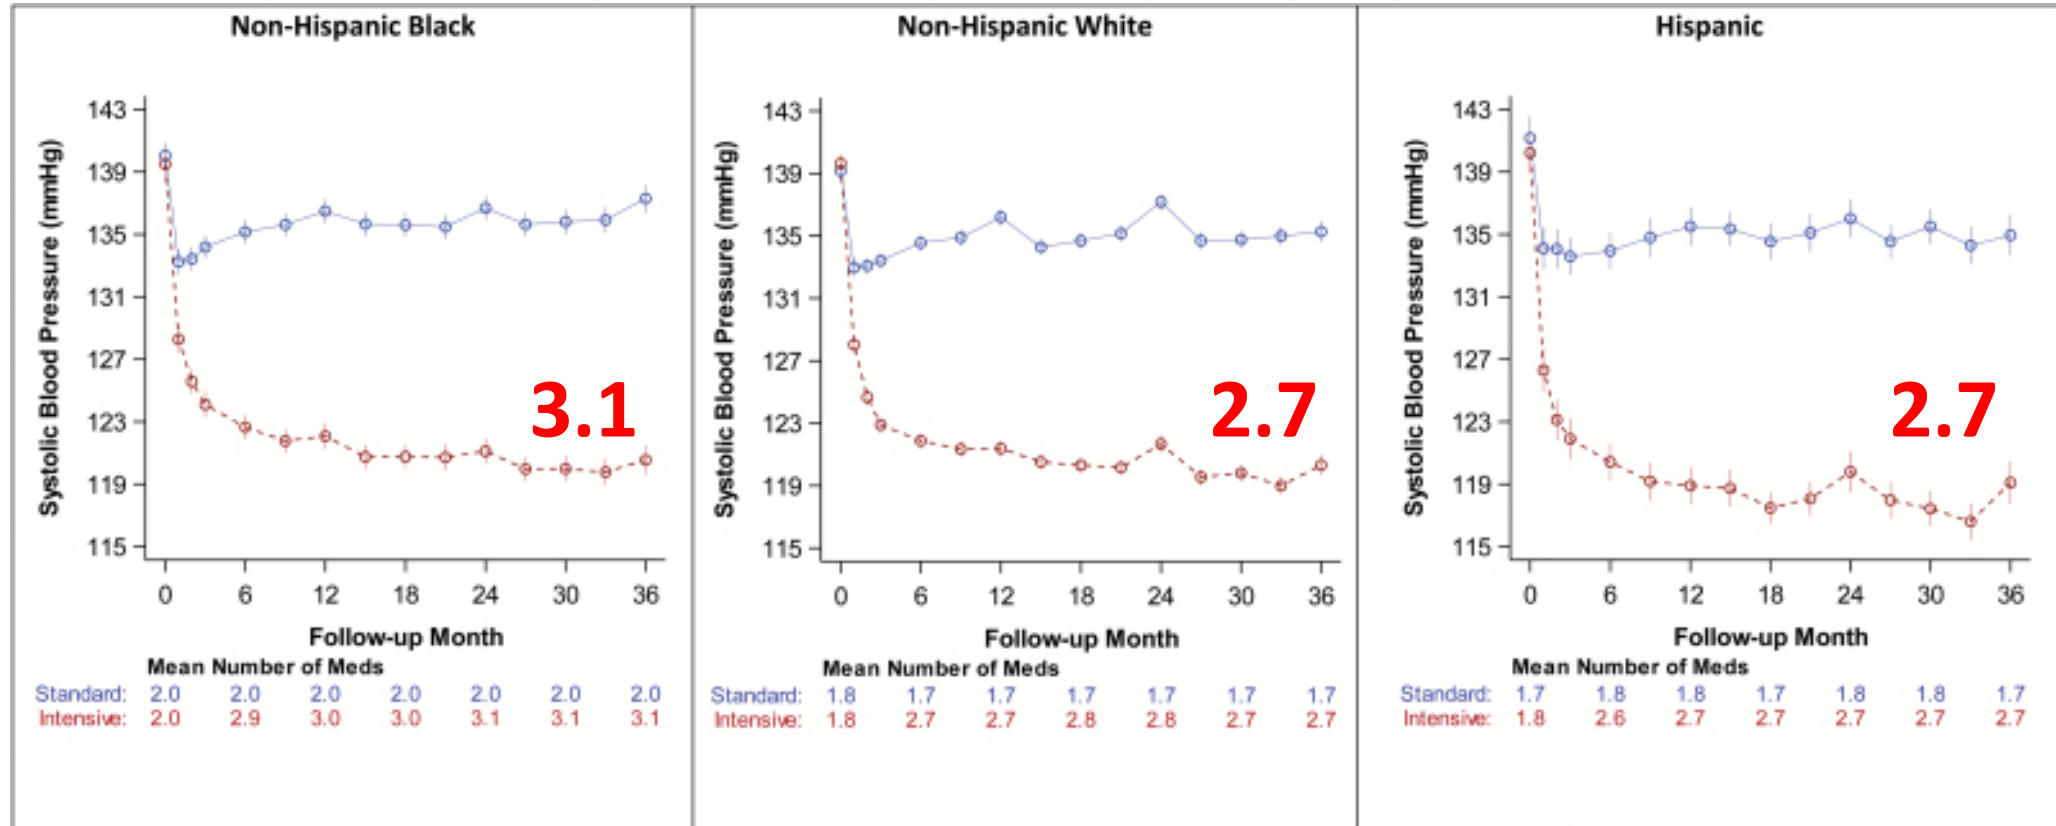 Non-Hispanic Black
Systolic Blood Pressure (mmHg)
143
139
135
131
127
123
119
115
3.1
0 6 12 18 24 30 36
Follow-up Month
Mean Number of Meds
Standard: 2.0 2.0 2.0 2.0 2.0 2.0 2.0
Intensive: 2.0 2.9 3.0 3.0 3.1 3.1 3.1
Non-Hispanic White
Systolic Blood Pressure (mmHg)
143
139
135
131
127
123
119
115
2.7
0 6 12 18 24 30 36
Follow-up Month
Mean Number of Meds
Standard: 1.8 1.7 1.7 1.7 1.7 1.7 1.7
Intensive: 1.8 2.7 2.7 2.8 2.8 2.7 2.7
Hispanic
Systolic Blood Pressure (mmHg)
143
139
135
131
127
123
119
115
2.7
0 6 12 18 24 30 36
Follow-up Month
Mean Number of Meds
Standard: 1.7 1.8 1.8 1.7 1.8 1.8 1.7
Intensive: 1.8 2.6 2.7 2.7 2.7 2.7 2.7